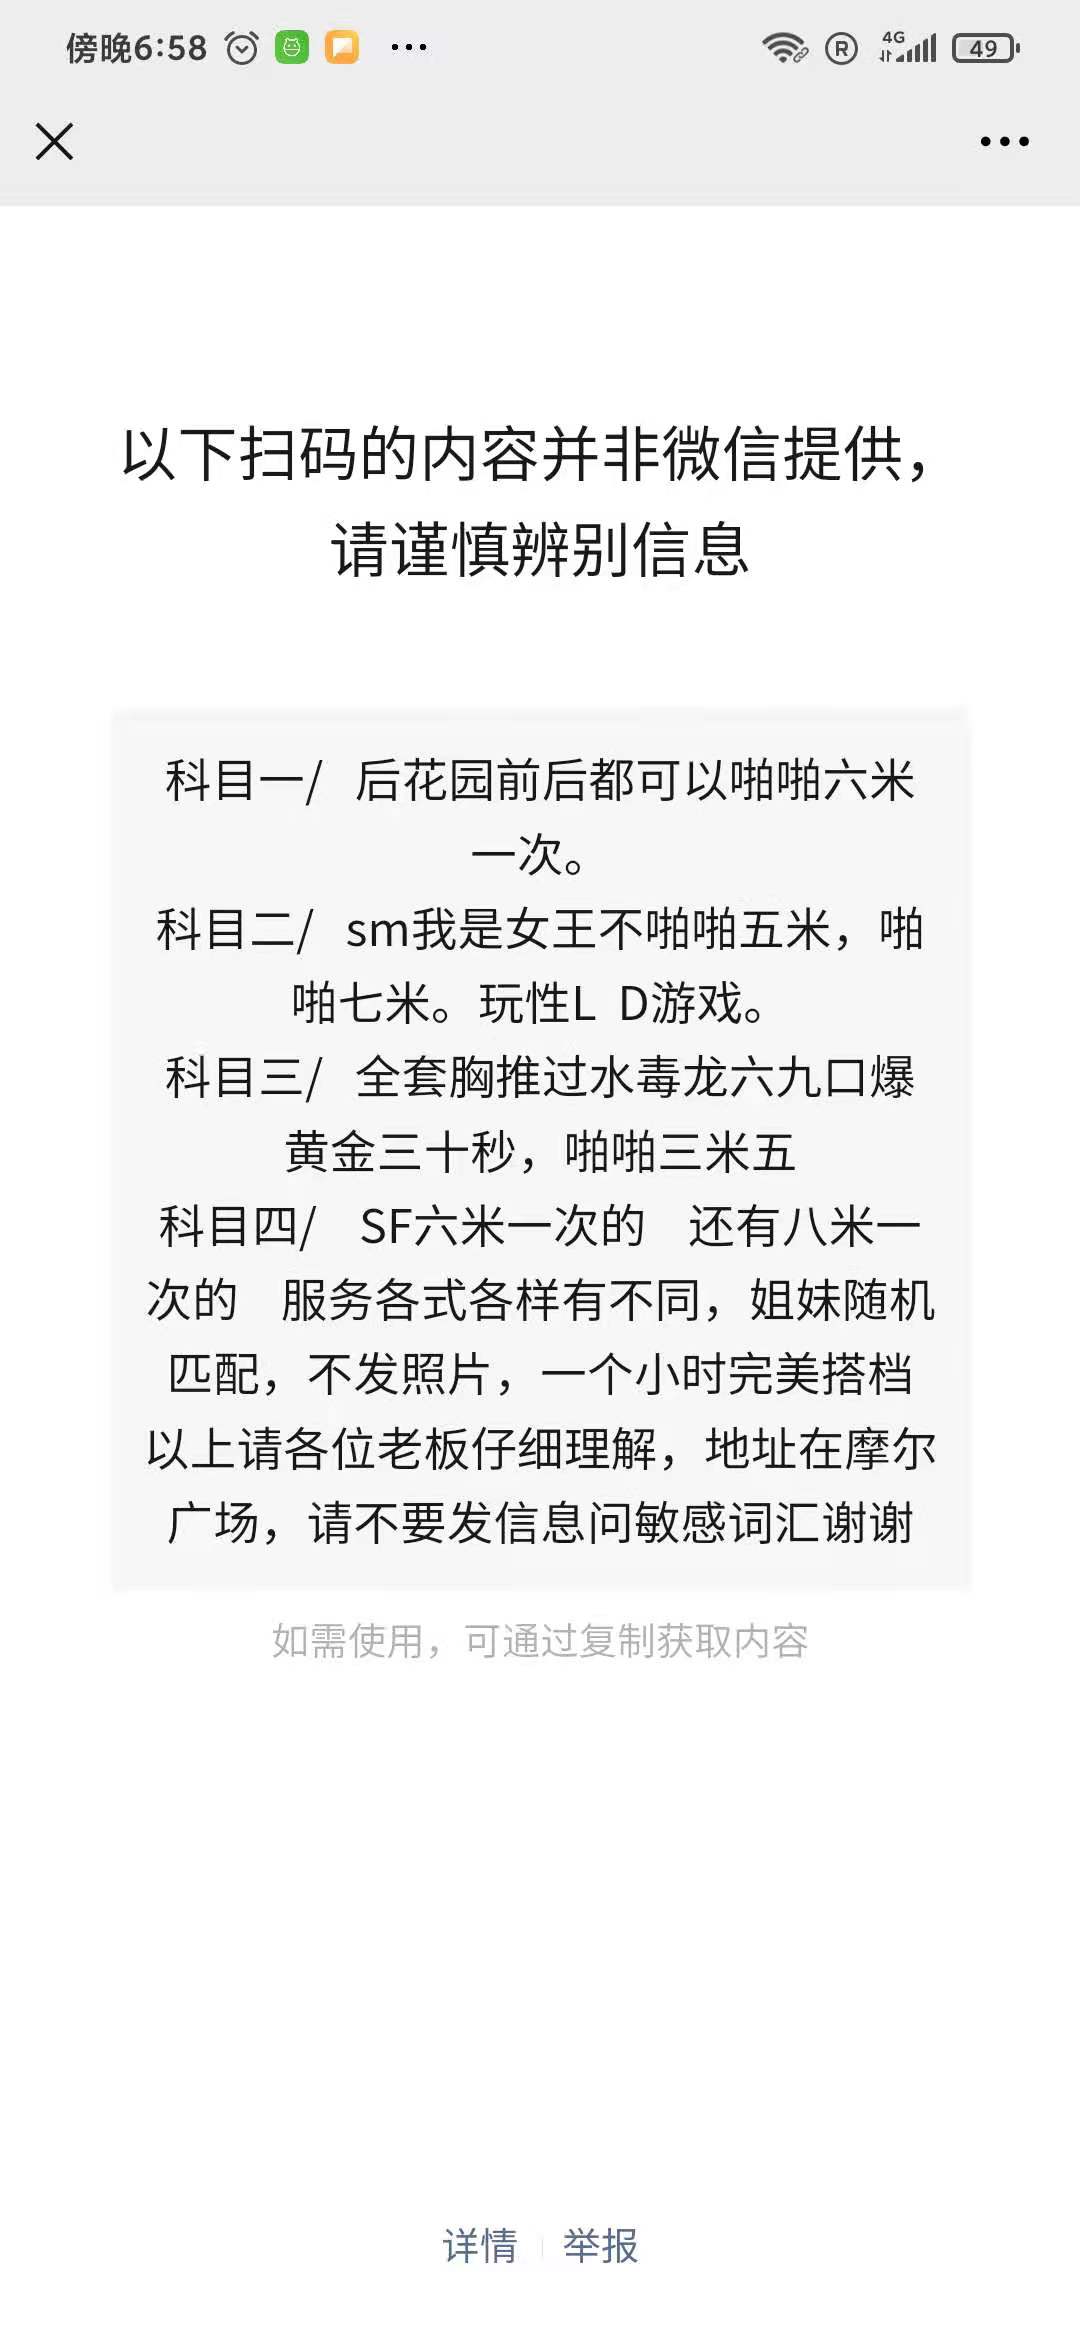 傍晚6:58
R
4G
49
以下扫码的内容并非微信提供，
请谨慎辨别信息
科目一/ 后花园前后都可以啪啪六米
一次。
科目二/ sm我是女王不啪啪五米，啪
啪七米。玩性L D游戏。
科目三/ 全套胸推过水毒龙六九口爆
黄金三十秒，啪啪三米五
科目四/ SF六米一次的 还有八米一
次的 服务各式各样有不同，姐妹随机
匹配，不发照片，一个小时完美搭档
以上请各位老板仔细理解，地址在摩尔
广场，请不要发信息问敏感词汇谢谢
如需使用，可通过复制获取内容
详情 举报